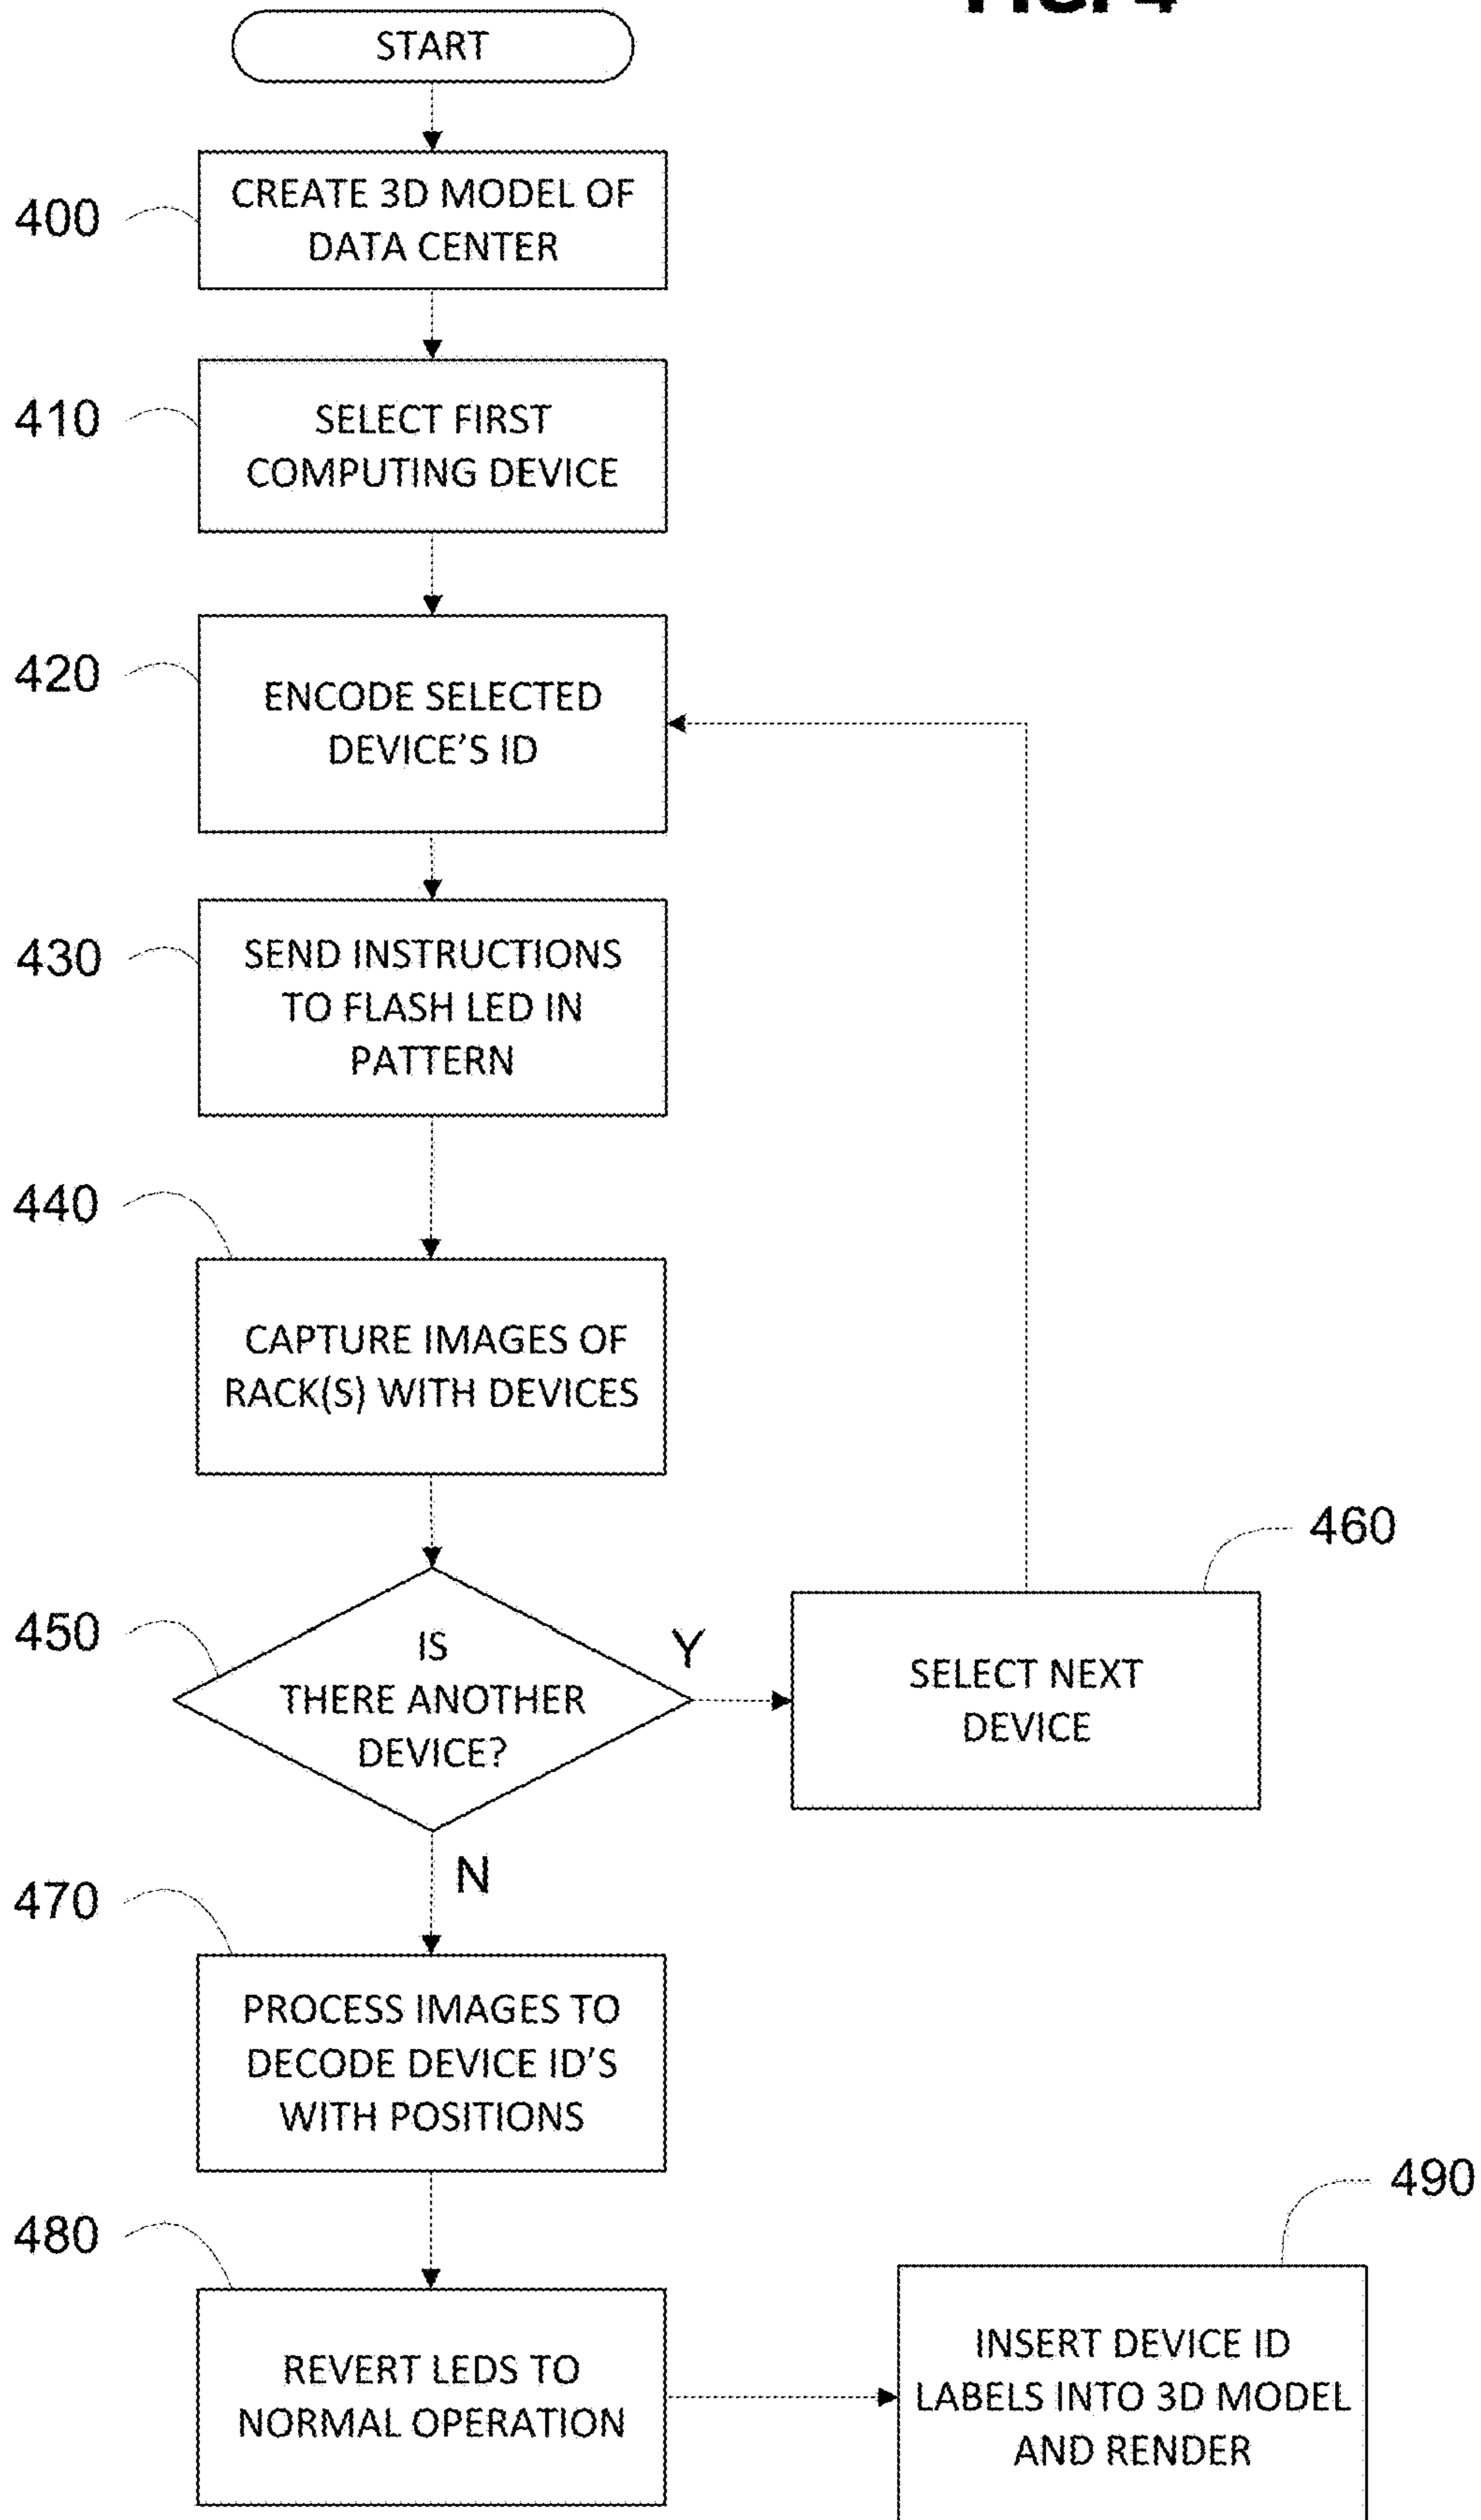 START
400
CREATE 3D MODEL OF
DATA CENTER
410
SELECT FIRST
COMPUTING DEVICE
420
ENCODE SELECTED
DEVICE'S ID
430
SEND INSTRUCTIONS
TO FLASH LED IN
PATTERN
440
CAPTURE IMAGES OF
RACK(S) WITH DEVICES
450
IS
THERE ANOTHER
DEVICE?
Y
460
SELECT NEXT
DEVICE
N
470
PROCESS IMAGES TO
DECODE DEVICE ID'S
WITH POSITIONS
480
REVERT LEDS TO
NORMAL OPERATION
490
INSERT DEVICE ID
LABELS INTO 3D MODEL
AND RENDER